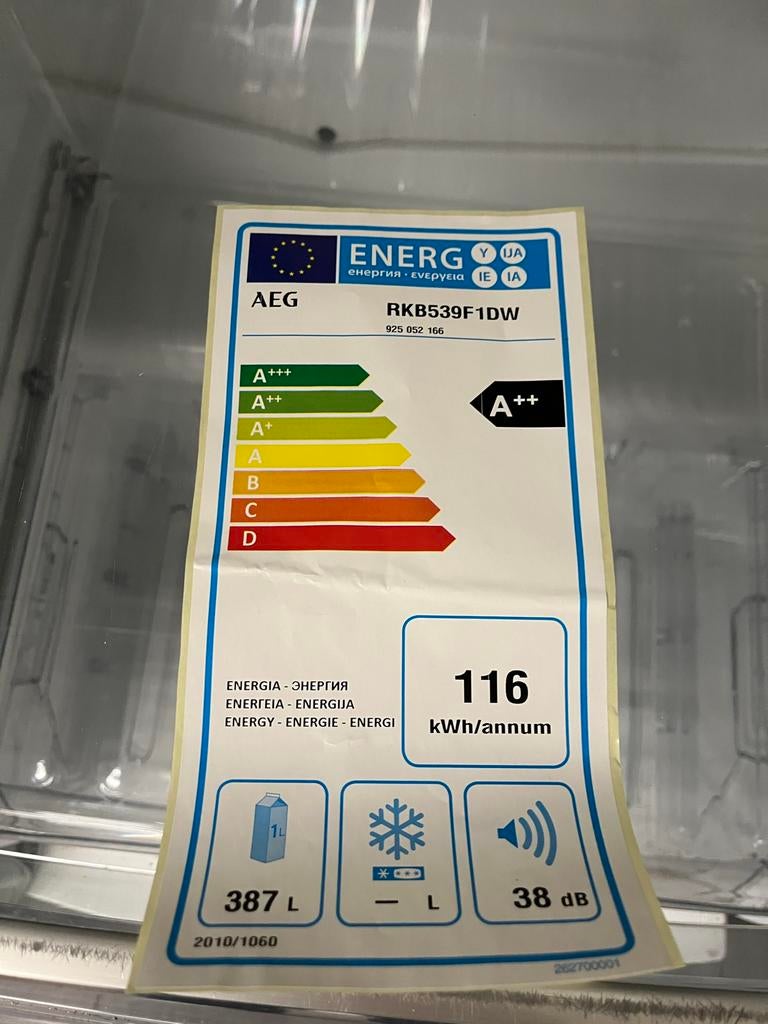 ENERG Y IJA
енергия · ενεργεια IE IA
AEG
RKB539F1DW
925 052 166
A+++
A++
A+
A
B
C
D
A++
116
kWh/annum
ENERGIA - ЭНЕРГИЯ
ΕΝΕΡΓΕΙΑ - ENERGIJA
ENERGY - ENERGIE - ENERGI
1L
387 L
— L
38 dB
2010/1060
262700001